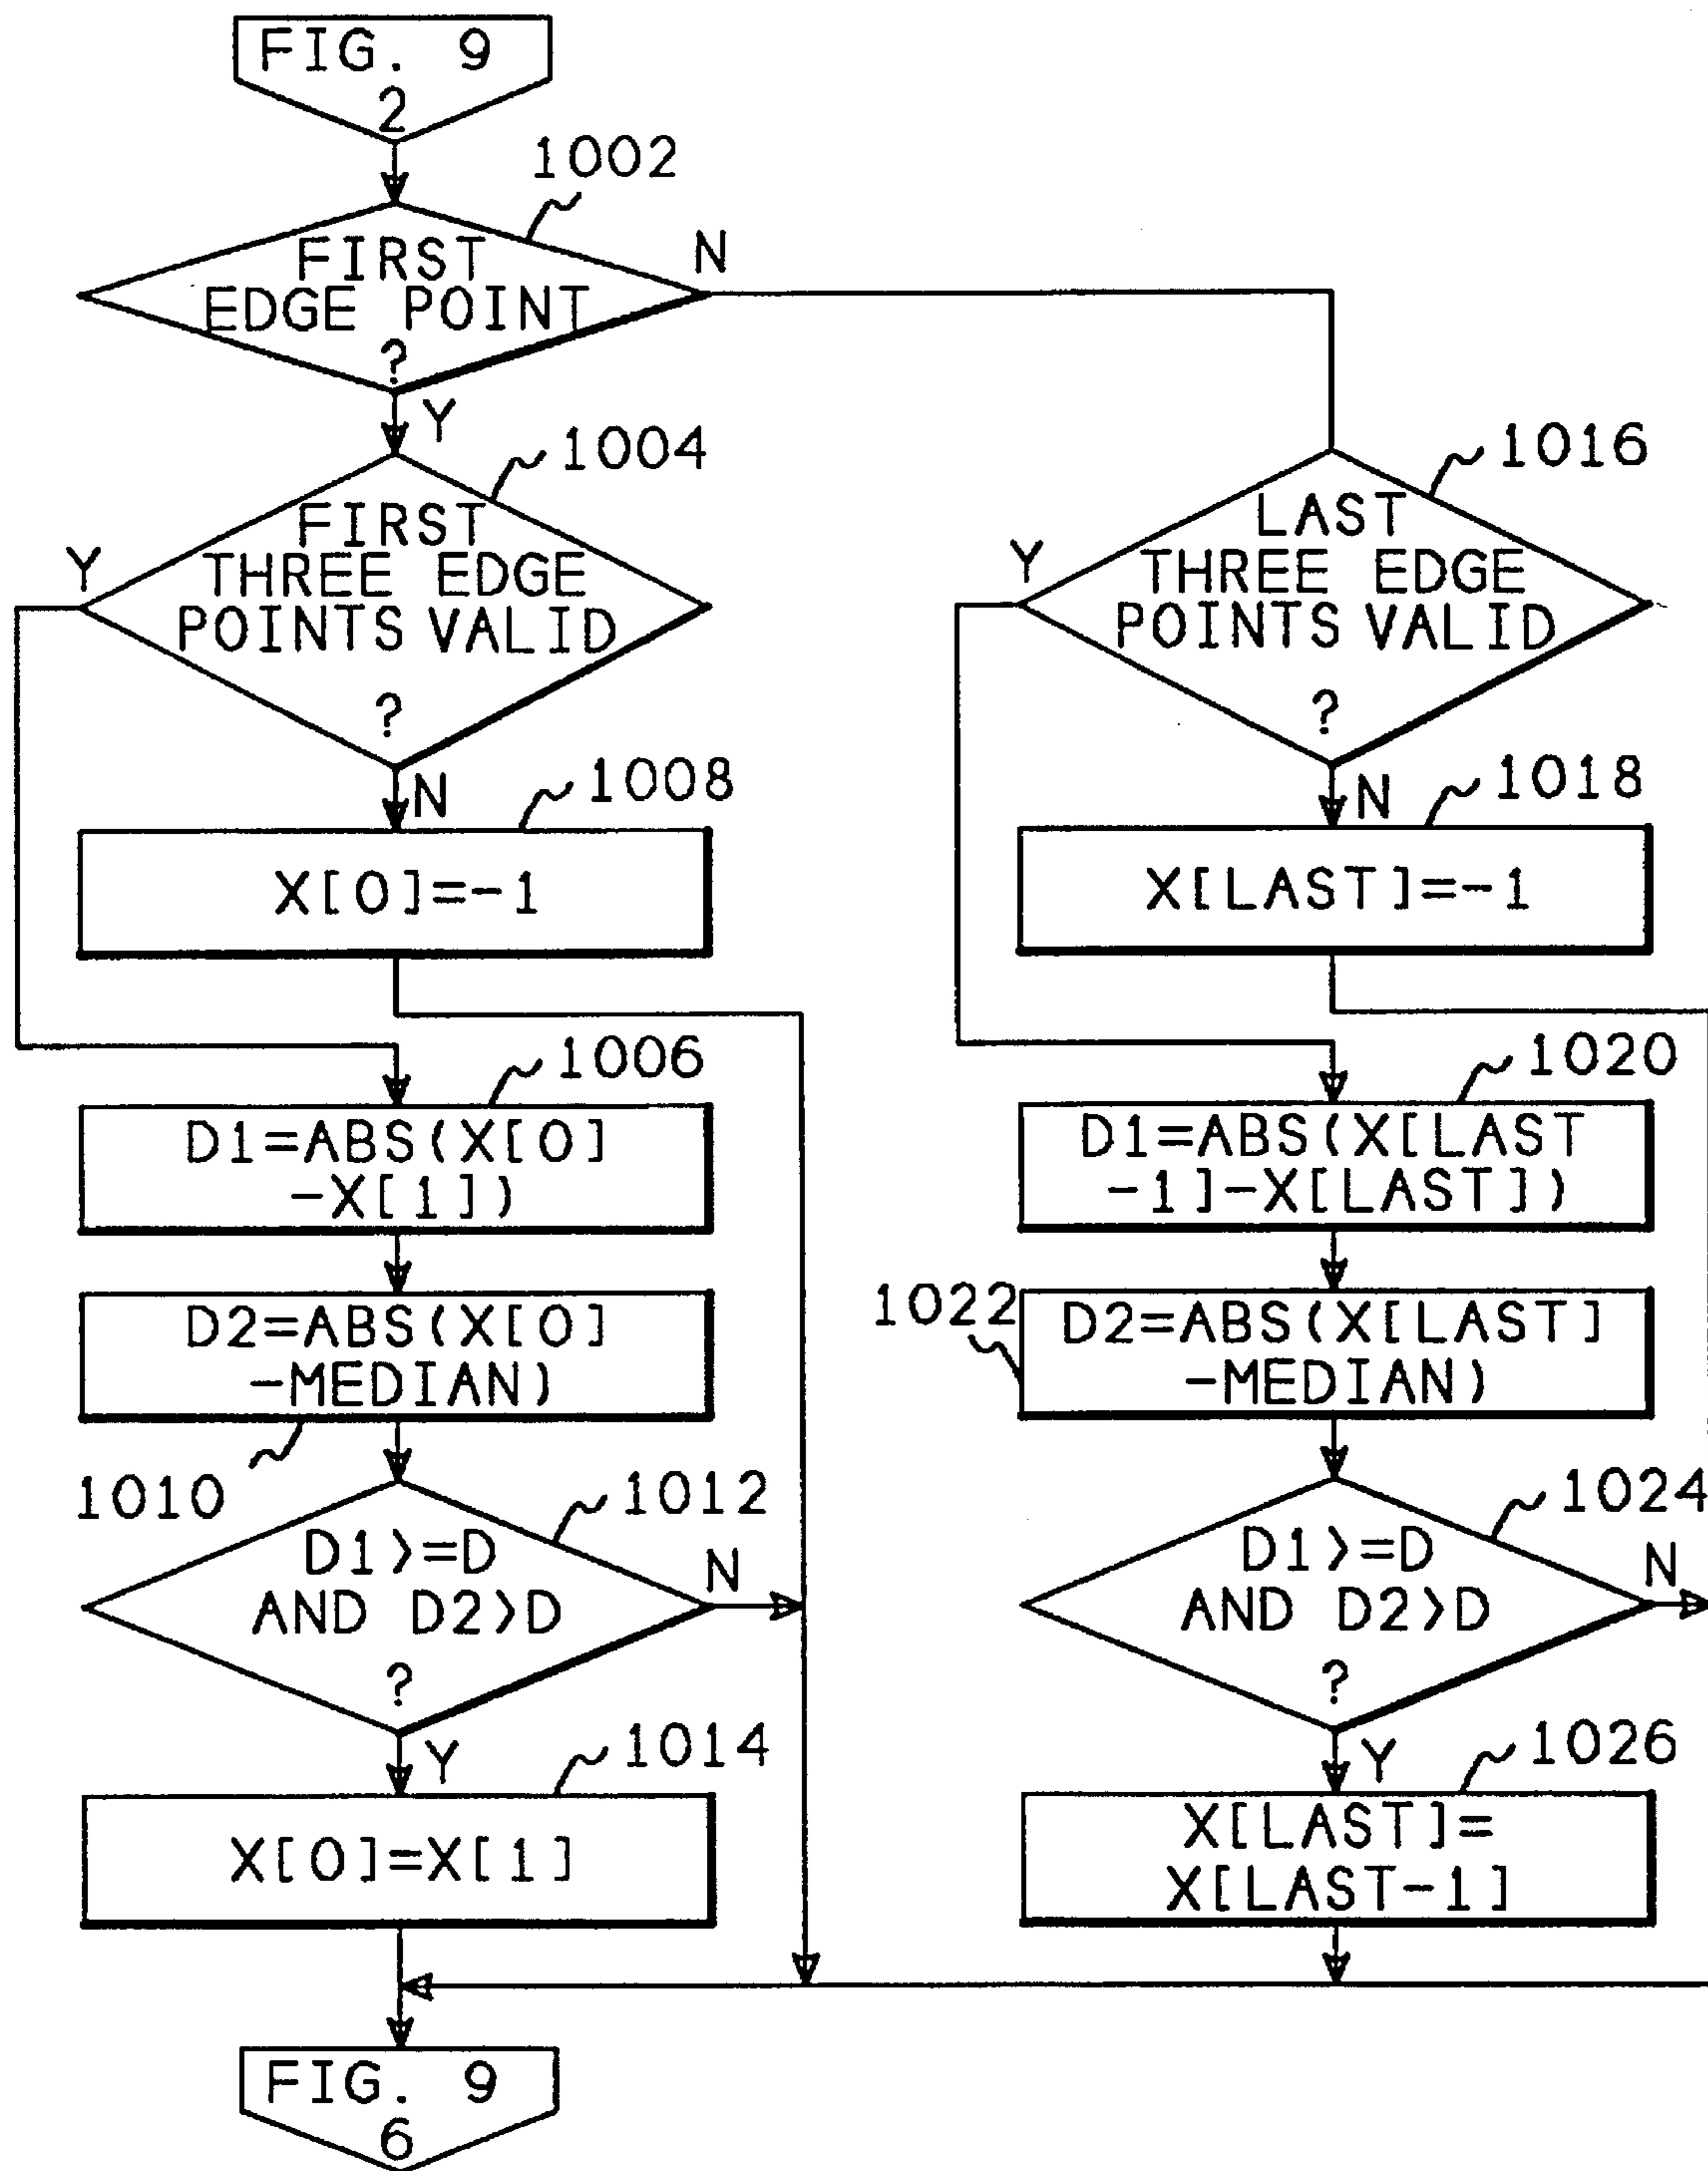 FIG. 9
2
1002
FIRST
EDGE POINT
?
N
Y
1004
FIRST
THREE EDGE
POINTS VALID
?
Y
N
1008
X[0]=-1
1006
D1=ABS(X[0]
-X[1])
D2=ABS(X[0]
-MEDIAN)
1010
1012
D1>=D
AND D2>D
?
N
Y
1014
X[0]=X[1]
1016
LAST
THREE EDGE
POINTS VALID
?
Y
N
1018
X[LAST]=-1
1020
D1=ABS(X[LAST
-1]-X[LAST])
1022
D2=ABS(X[LAST]
-MEDIAN)
1024
D1>=D
AND D2>D
?
N
Y
1026
X[LAST]=
X[LAST-1]
FIG. 9
6